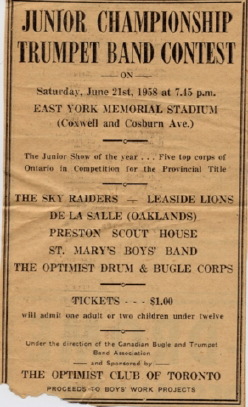 JUNIOR CHAMPIONSHIP
TRUMPET BAND CONTEST
— ON —
Saturday, June 21st, 1958 at 7.45 p.m.
EAST YORK MEMORIAL STADIUM
(Coxwell and Cosburn Ave.)
The Junior Show of the year . . . Five top corps of
Ontario in Competition for the Provincial Title
THE SKY RAIDERS — LEASIDE LIONS
DE LA SALLE (OAKLANDS)
PRESTON SCOUT HOUSE
ST. MARY'S BOYS' BAND
THE OPTIMIST DRUM & BUGLE CORPS
TICKETS - - - $1.00
will admit one adult or two children under twelve
Under the direction of the Canadian Bugle and Trumpet
Band Association
— and Sponsored by —
THE OPTIMIST CLUB OF TORONTO
PROCEEDS TO BOYS' WORK PROJECTS